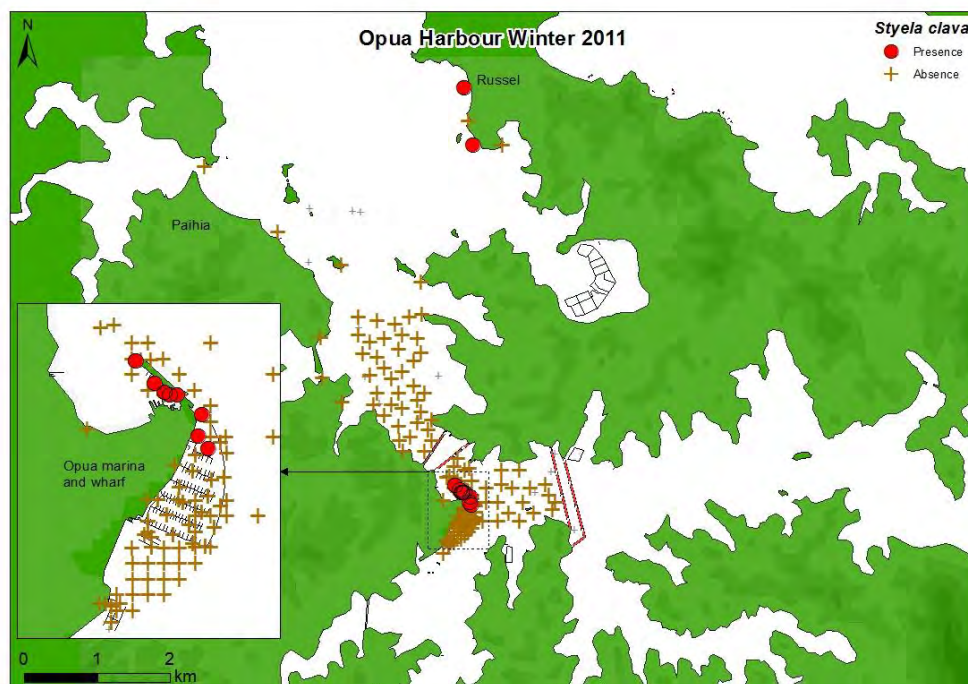 N
Opua Harbour Winter 2011
Styela clava
Presence
Absence
Russel
Paihia
Opua marina
and wharf
0 1 2
km